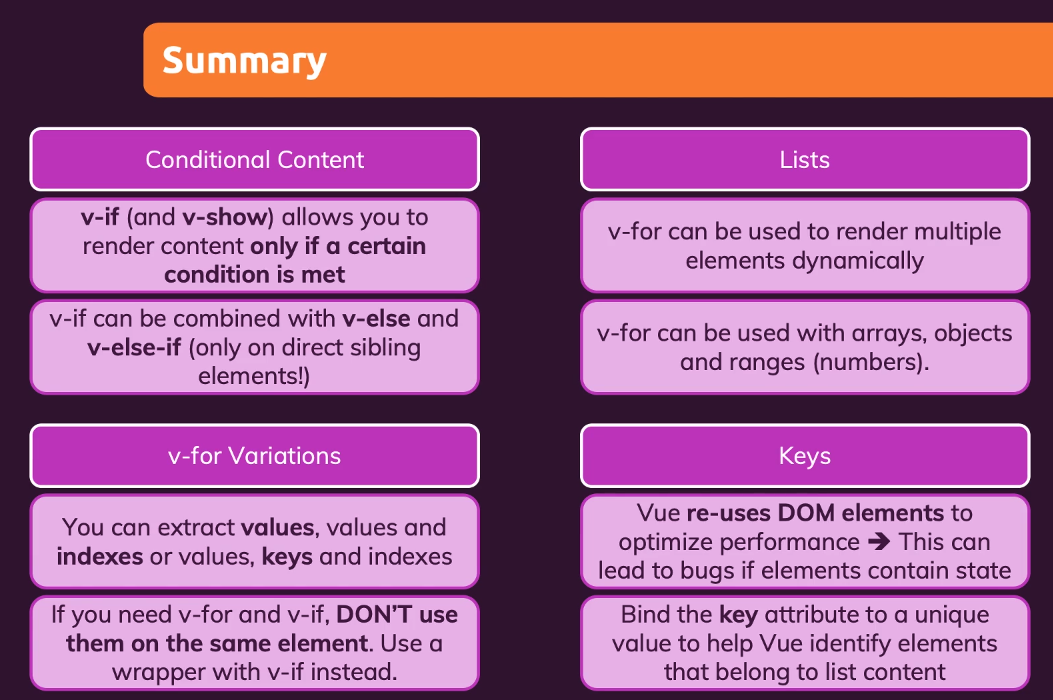 Summary
Conditional Content
v-if (and v-show) allows you to
render content only if a certain
condition is met
v-if can be combined with v-else and
v-else-if (only on direct sibling
elements!)
Lists
v-for can be used to render multiple
elements dynamically
v-for can be used with arrays, objects
and ranges (numbers).
v-for Variations
You can extract values, values and
indexes or values, keys and indexes
If you need v-for and v-if, DON’T use
them on the same element. Use a
wrapper with v-if instead.
Keys
Vue re-uses DOM elements to
optimize performance ➔ This can
lead to bugs if elements contain state
Bind the key attribute to a unique
value to help Vue identify elements
that belong to list content